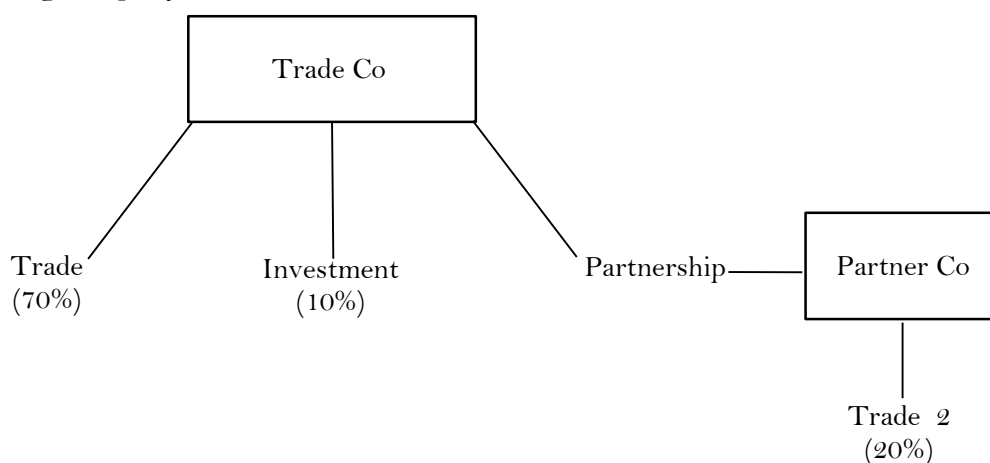 Trade Co
Trade
(70%)
Investment
(10%)
Partnership
Partner Co
Trade 2
(20%)